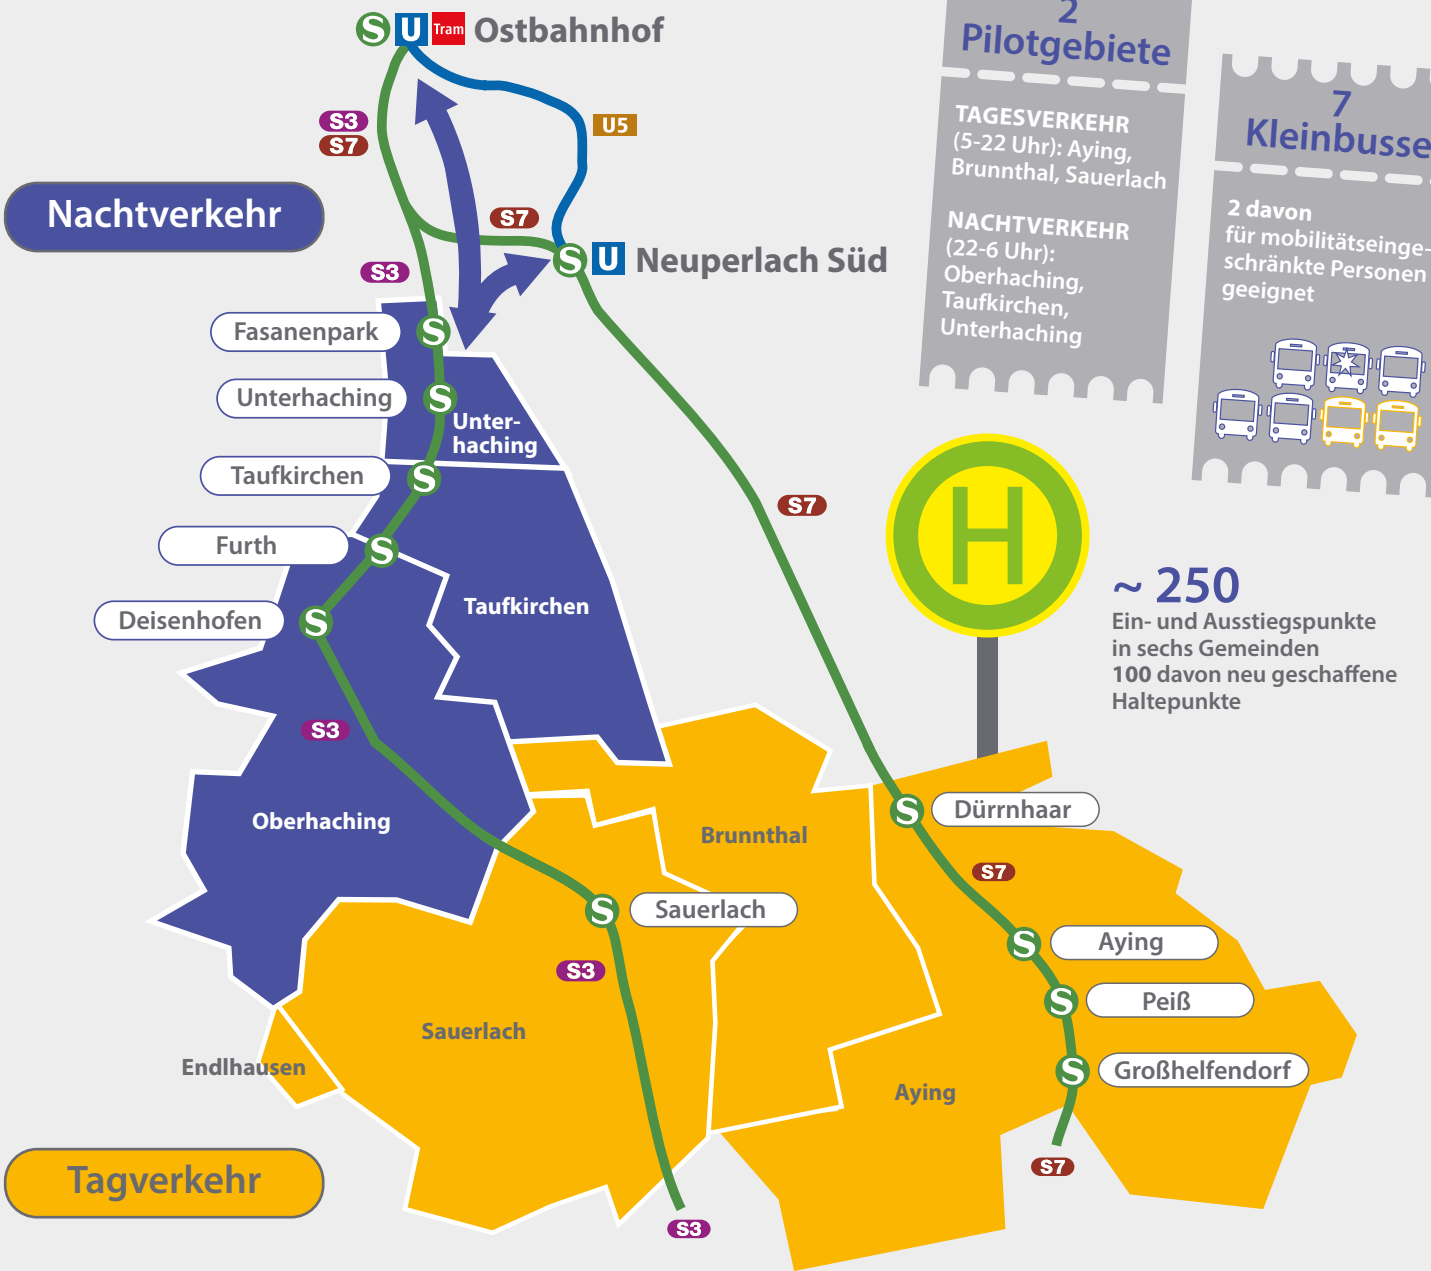 S U Tram Ostbahnhof
S3
S7
U5
Nachtverkehr
S7
S U Neuperlach Süd
S3
Fasanenpark S
Unterhaching S
Unter-
haching
Taufkirchen S
Furth S
Taufkirchen
Deisenhofen S
S7
S3
Oberhaching
Brunnthal
S Dürrnhaar
S7
S Sauerlach
S Aying
S3
S Peiß
Sauerlach
Endlhausen
S Großhelfendorf
Aying
S7
Tagverkehr
S3
2
Pilotgebiete
TAGESVERKEHR
(5-22 Uhr): Aying,
Brunnthal, Sauerlach
NACHTVERKEHR
(22-6 Uhr):
Oberhaching,
Taufkirchen,
Unterhaching
7
Kleinbusse
2 davon
für mobilitätseinge-
schränkte Personen
geeignet
H
~ 250
Ein- und Ausstiegspunkte
in sechs Gemeinden
100 davon neu geschaffene
Haltepunkte